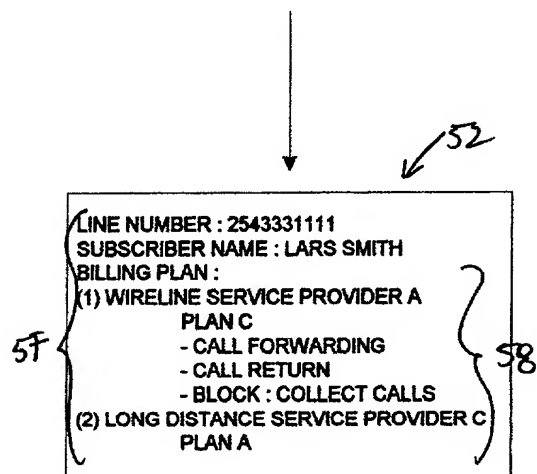 52
LINE NUMBER : 2543331111
SUBSCRIBER NAME : LARS SMITH
BILLING PLAN :
(1) WIRELINE SERVICE PROVIDER A
PLAN C
- CALL FORWARDING
- CALL RETURN
- BLOCK : COLLECT CALLS
(2) LONG DISTANCE SERVICE PROVIDER C
PLAN A
57
58